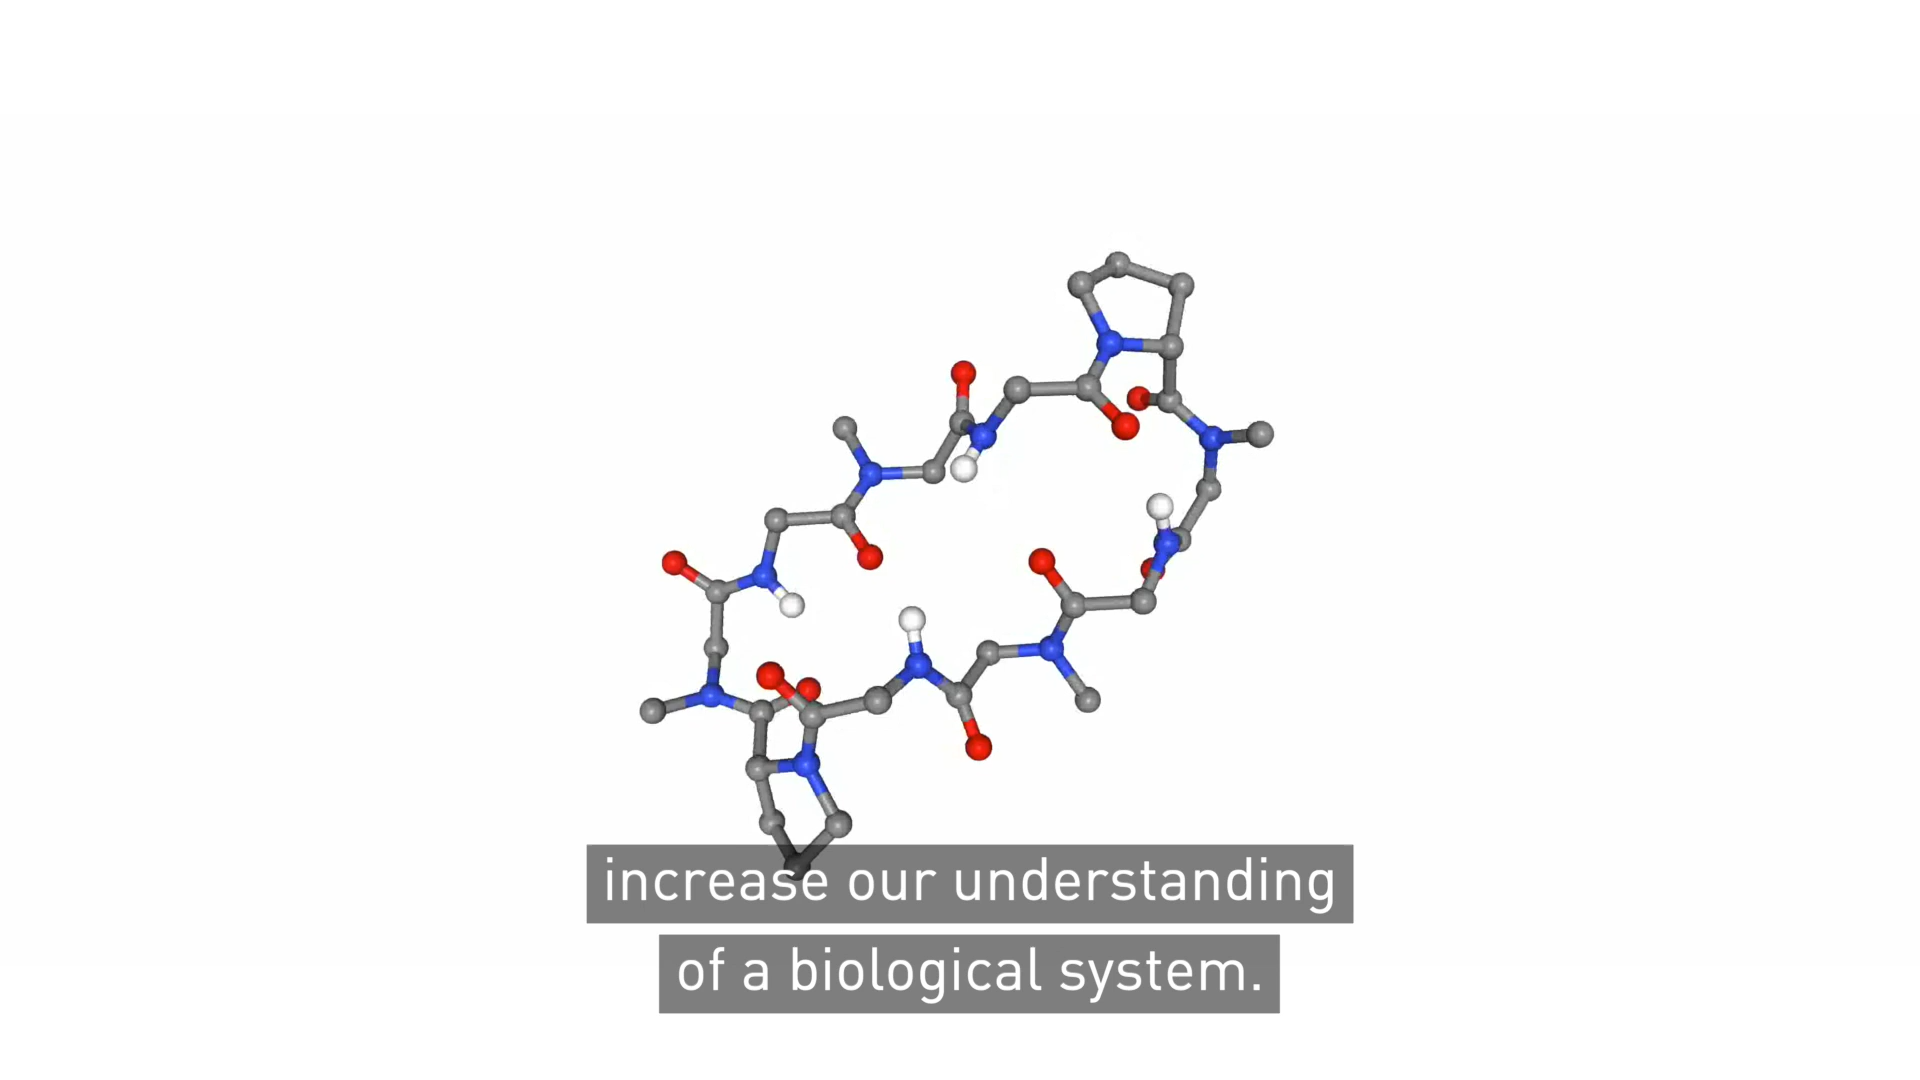 increase our understanding
of a biological system.